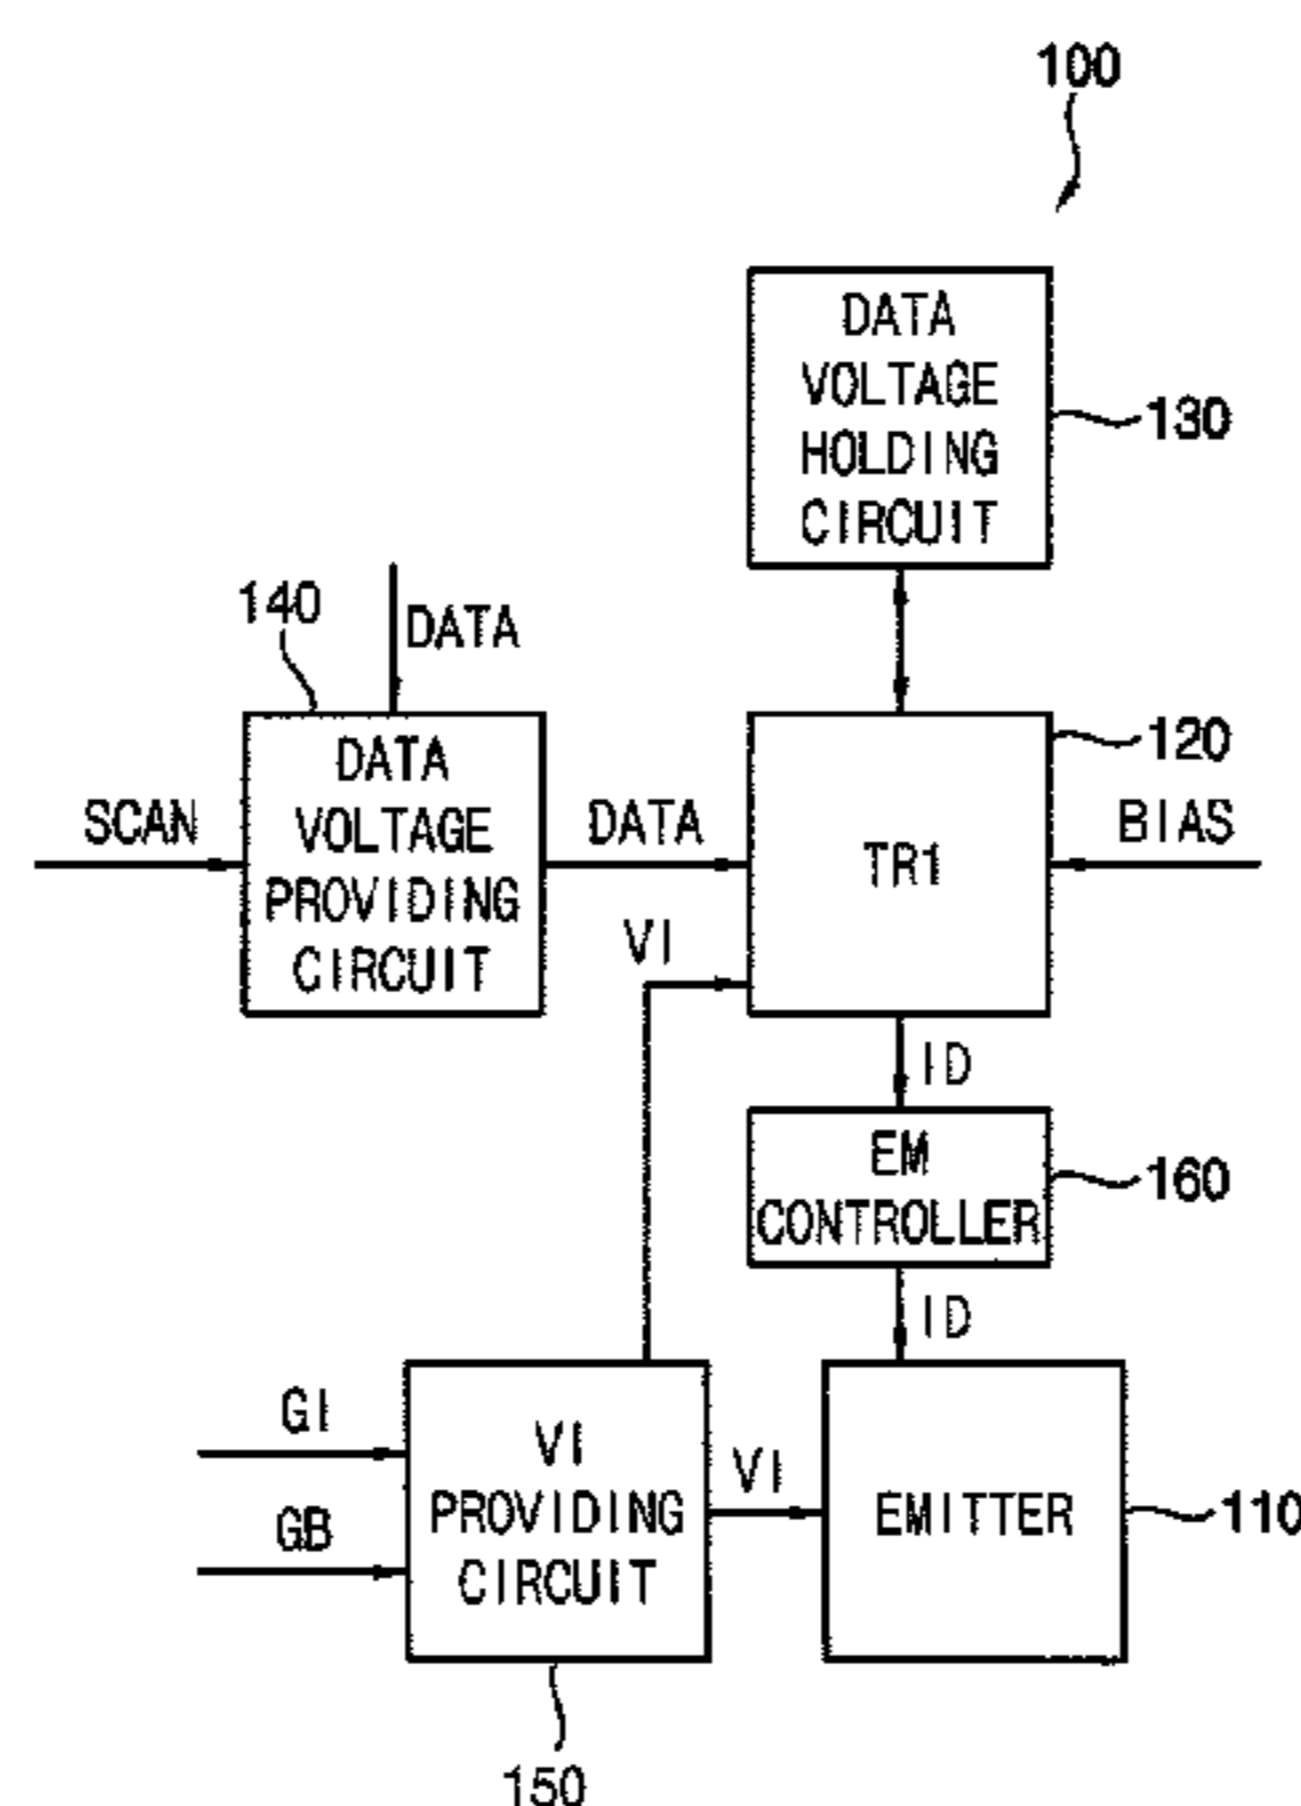 100
DATA
VOLTAGE
HOLDING
CIRCUIT
130
140
DATA
120
SCAN
DATA
VOLTAGE
PROVIDING
CIRCUIT
DATA
TR1
BIAS
VI
ID
EM
CONTROLLER
160
ID
GI
GB
VI
PROVIDING
CIRCUIT
VI
EMITTER
110
150